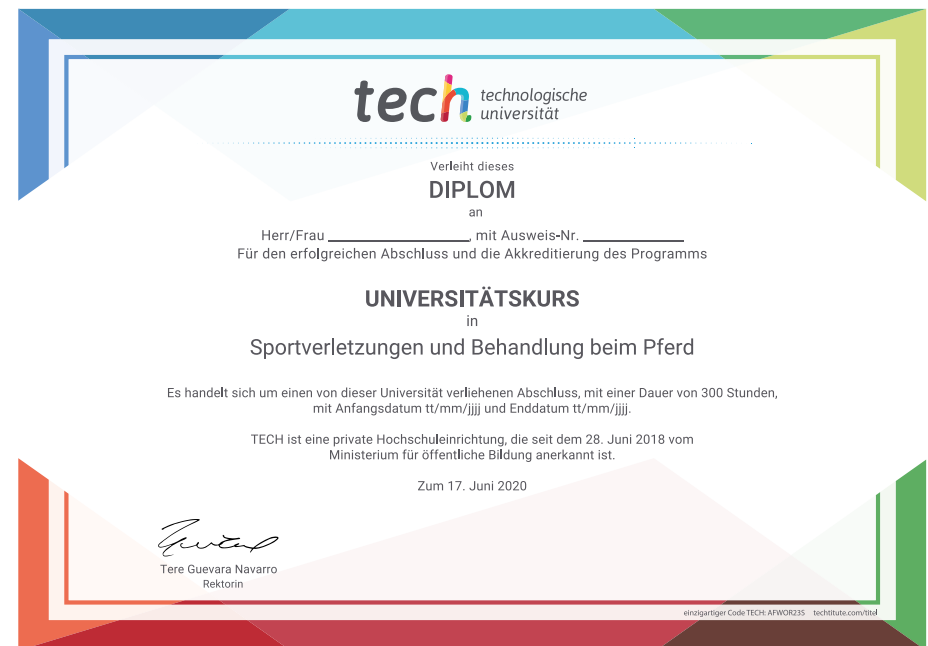 tech technologische
universität
Verleiht dieses
DIPLOM
an
Herr/Frau ____________________, mit Ausweis-Nr. ______________
Für den erfolgreichen Abschluss und die Akkreditierung des Programms
UNIVERSITÄTSKURS
in
Sportverletzungen und Behandlung beim Pferd
Es handelt sich um einen von dieser Universität verliehenen Abschluss, mit einer Dauer von 300 Stunden,
mit Anfangsdatum tt/mm/jjjj und Enddatum tt/mm/jjjj.
TECH ist eine private Hochschuleinrichtung, die seit dem 28. Juni 2018 vom
Ministerium für öffentliche Bildung anerkannt ist.
Zum 17. Juni 2020
Tere Guevara Navarro
Rektorin
einzigartiger Code TECH: AFWOR23S techtitute.com/titel